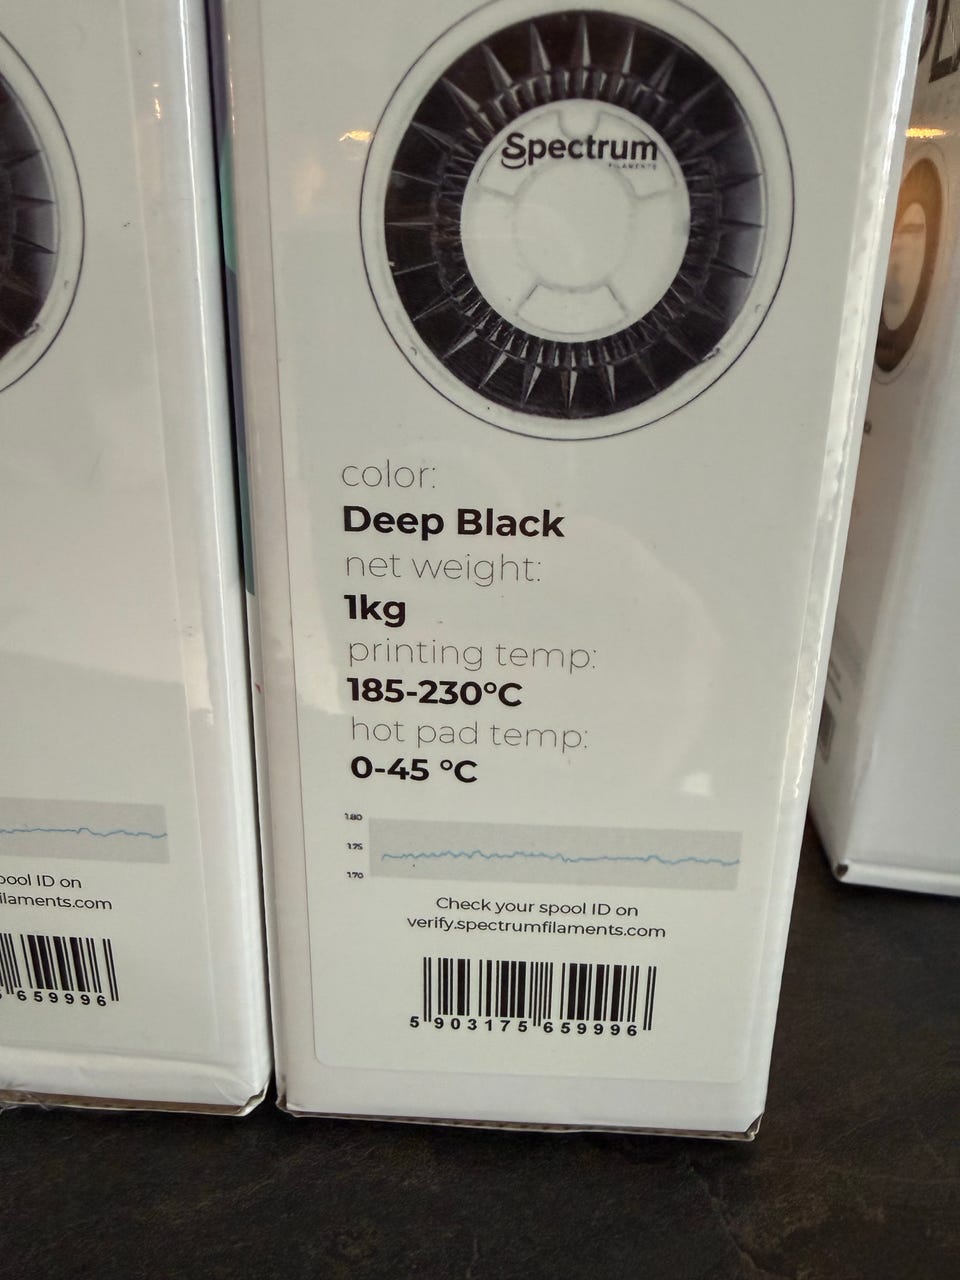 Spectrum
FILAMENTS
color:
Deep Black
net weight:
1kg
printing temp:
185-230°C
hot pad temp:
0-45 °C
1.80
1.75
1.70
Check your spool ID on
verify.spectrumfilaments.com
5 903175 659996
pool ID on
ilaments.com
659996